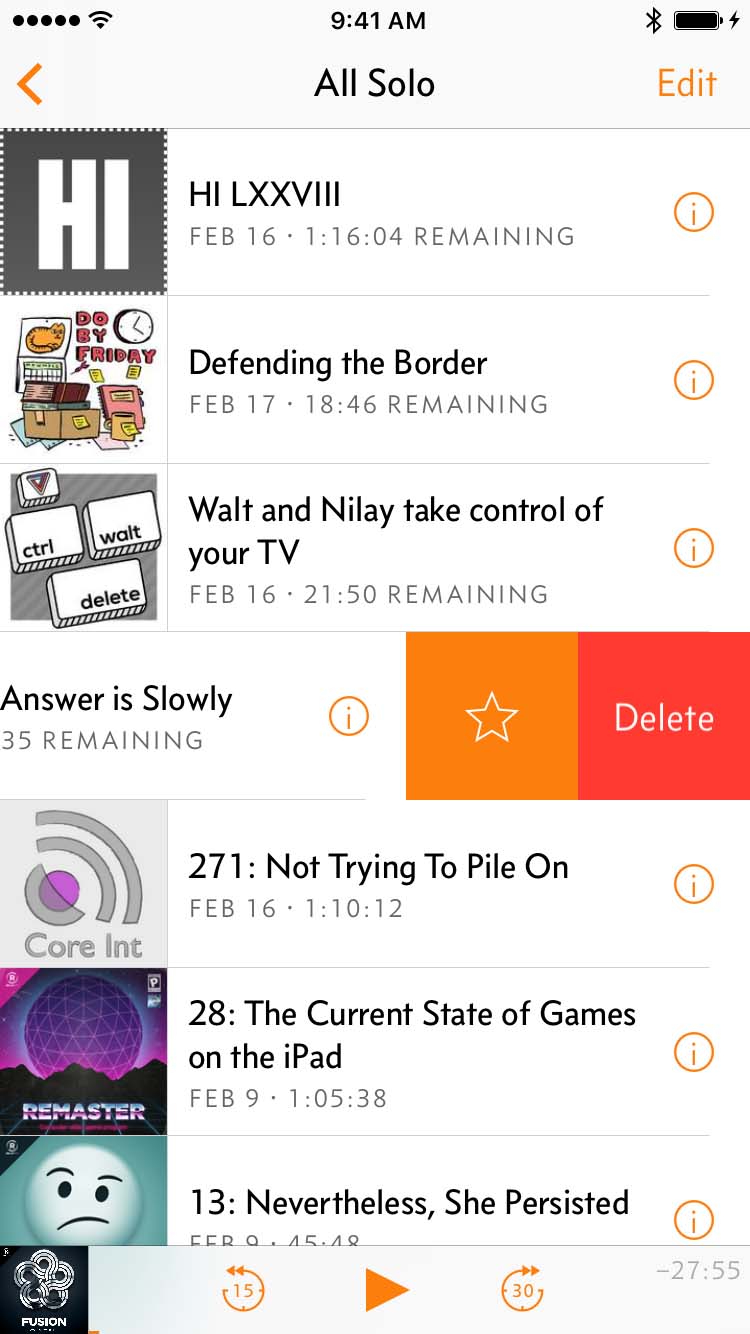 9:41 AM
All Solo
Edit
HI
HI LXXVIII
FEB 16 · 1:16:04 REMAINING
DO
BY
FRIDAY
Defending the Border
FEB 17 · 18:46 REMAINING
ctrl
walt
delete
Walt and Nilay take control of
your TV
FEB 16 · 21:50 REMAINING
Answer is Slowly
35 REMAINING
Delete
Core Int
271: Not Trying To Pile On
FEB 16 · 1:10:12
REMASTER
28: The Current State of Games
on the iPad
FEB 9 · 1:05:38
13: Nevertheless, She Persisted
FEB 9 · 45:48
FUSION
15
30
–27:55